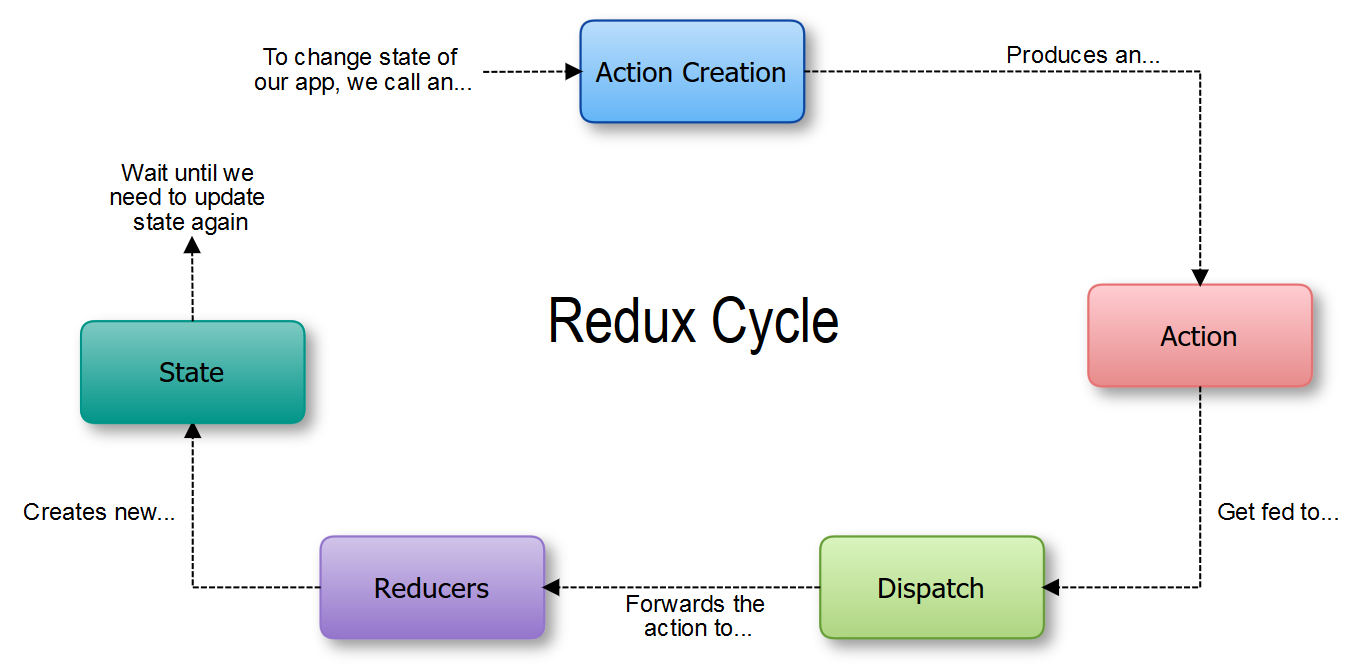 To change state of
our app, we call an...
Action Creation
Produces an...
Wait until we
need to update
state again
Redux Cycle
Action
State
Creates new...
Get fed to...
Reducers
Forwards the
action to...
Dispatch